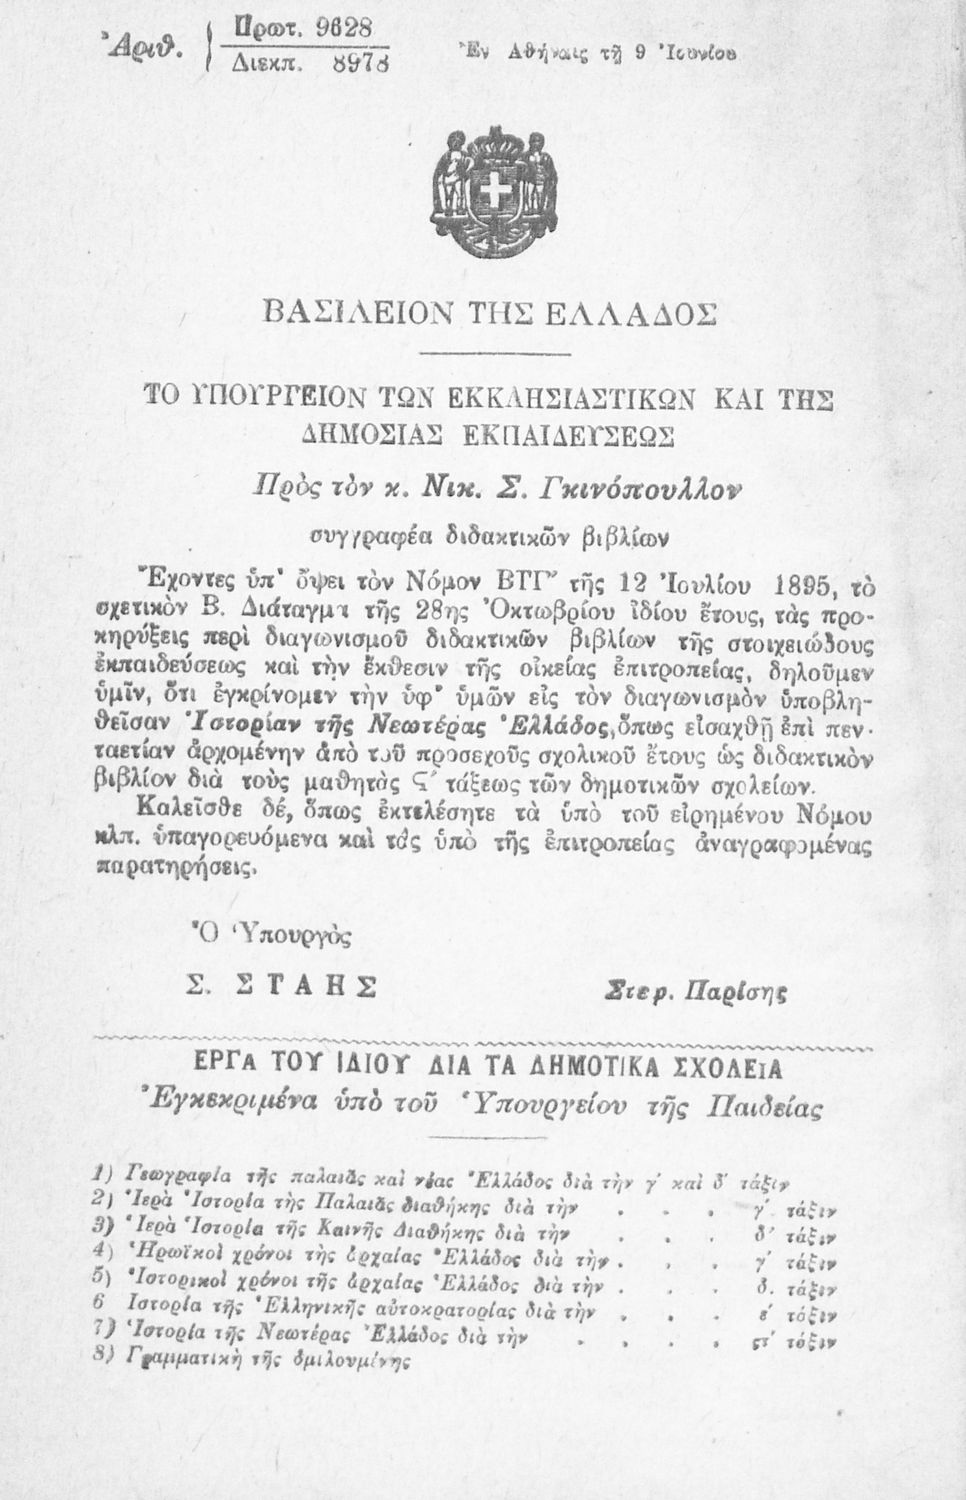 Ἀριθ. Πρωτ. 9628
Διεκπ. 8978
Ἐν Ἀθήναις τῇ 9 Ἰουνίου
ΒΑΣΙΛΕΙΟΝ ΤΗΣ ΕΛΛΑΔΟΣ
ΤΟ ΥΠΟΥΡΓΕΙΟΝ ΤΩΝ ΕΚΚΛΗΣΙΑΣΤΙΚΩΝ ΚΑΙ ΤΗΣ
ΔΗΜΟΣΙΑΣ ΕΚΠΑΙΔΕΥΣΕΩΣ
Πρὸς τὸν κ. Νικ. Σ. Γκινόπουλλον
συγγραφέα διδακτικῶν βιβλίων
Ἔχοντες ὑπ' ὄψει τὸν Νόμον ΒΤΓ' τῆς 12 Ἰουλίου 1895, τὸ
σχετικὸν Β. Διάταγμα τῆς 28ης Ὀκτωβρίου ἰδίου ἔτους, τὰς προ-
κηρύξεις περὶ διαγωνισμοῦ διδακτικῶν βιβλίων τῆς στοιχειώδους
ἐκπαιδεύσεως καὶ τὴν ἔκθεσιν τῆς οἰκείας ἐπιτροπείας, δηλοῦμεν
ὑμῖν, ὅτι ἐγκρίνομεν τὴν ὑφ' ὑμῶν εἰς τὸν διαγωνισμὸν ὑποβλη-
θεῖσαν Ἱστορίαν τῆς Νεωτέρας Ἑλλάδος, ὅπως εἰσαχθῇ ἐπὶ πεν-
ταετίαν ἀρχομένην ἀπὸ τοῦ προσεχοῦς σχολικοῦ ἔτους ὡς διδακτικὸν
βιβλίον διὰ τοὺς μαθητὰς Ϛ' τάξεως τῶν δημοτικῶν σχολείων.
Καλεῖσθε δέ, ὅπως ἐκτελέσητε τὰ ὑπὸ τοῦ εἰρημένου Νόμου
κλπ. ὑπαγορευόμενα καὶ τὰς ὑπὸ τῆς ἐπιτροπείας ἀναγραφομένας
παρατηρήσεις.
Ὁ Ὑπουργὸς
Σ. ΣΤΑΗΣ
Στερ. Παρίσης
ΕΡΓΑ ΤΟΥ ΙΔΙΟΥ ΔΙΑ ΤΑ ΔΗΜΟΤΙΚΑ ΣΧΟΛΕΙΑ
Ἐγκεκριμένα ὑπὸ τοῦ Ὑπουργείου τῆς Παιδείας
1) Γεωγραφία τῆς παλαιᾶς καὶ νέας Ἑλλάδος διὰ τὴν γ' καὶ δ' τάξιν
2) Ἱερὰ Ἱστορία τῆς Παλαιᾶς διαθήκης διὰ τὴν . . . γ' τάξιν
3) Ἱερὰ Ἱστορία τῆς Καινῆς Διαθήκης διὰ τὴν . . . δ' τάξιν
4) Ἡρωϊκοὶ χρόνοι τῆς ἀρχαίας Ἑλλάδος διὰ τὴν . . . γ' τάξιν
5) Ἱστορικοὶ χρόνοι τῆς ἀρχαίας Ἑλλάδος διὰ τὴν . . . δ. τάξιν
6 Ἱστορία τῆς Ἑλληνικῆς αὐτοκρατορίας διὰ τὴν . . . ε' τάξιν
7) Ἱστορία τῆς Νεωτέρας Ἑλλάδος διὰ τὴν . . . . ςτ' τάξιν
8) Γραμματικὴ τῆς ὁμιλουμένης